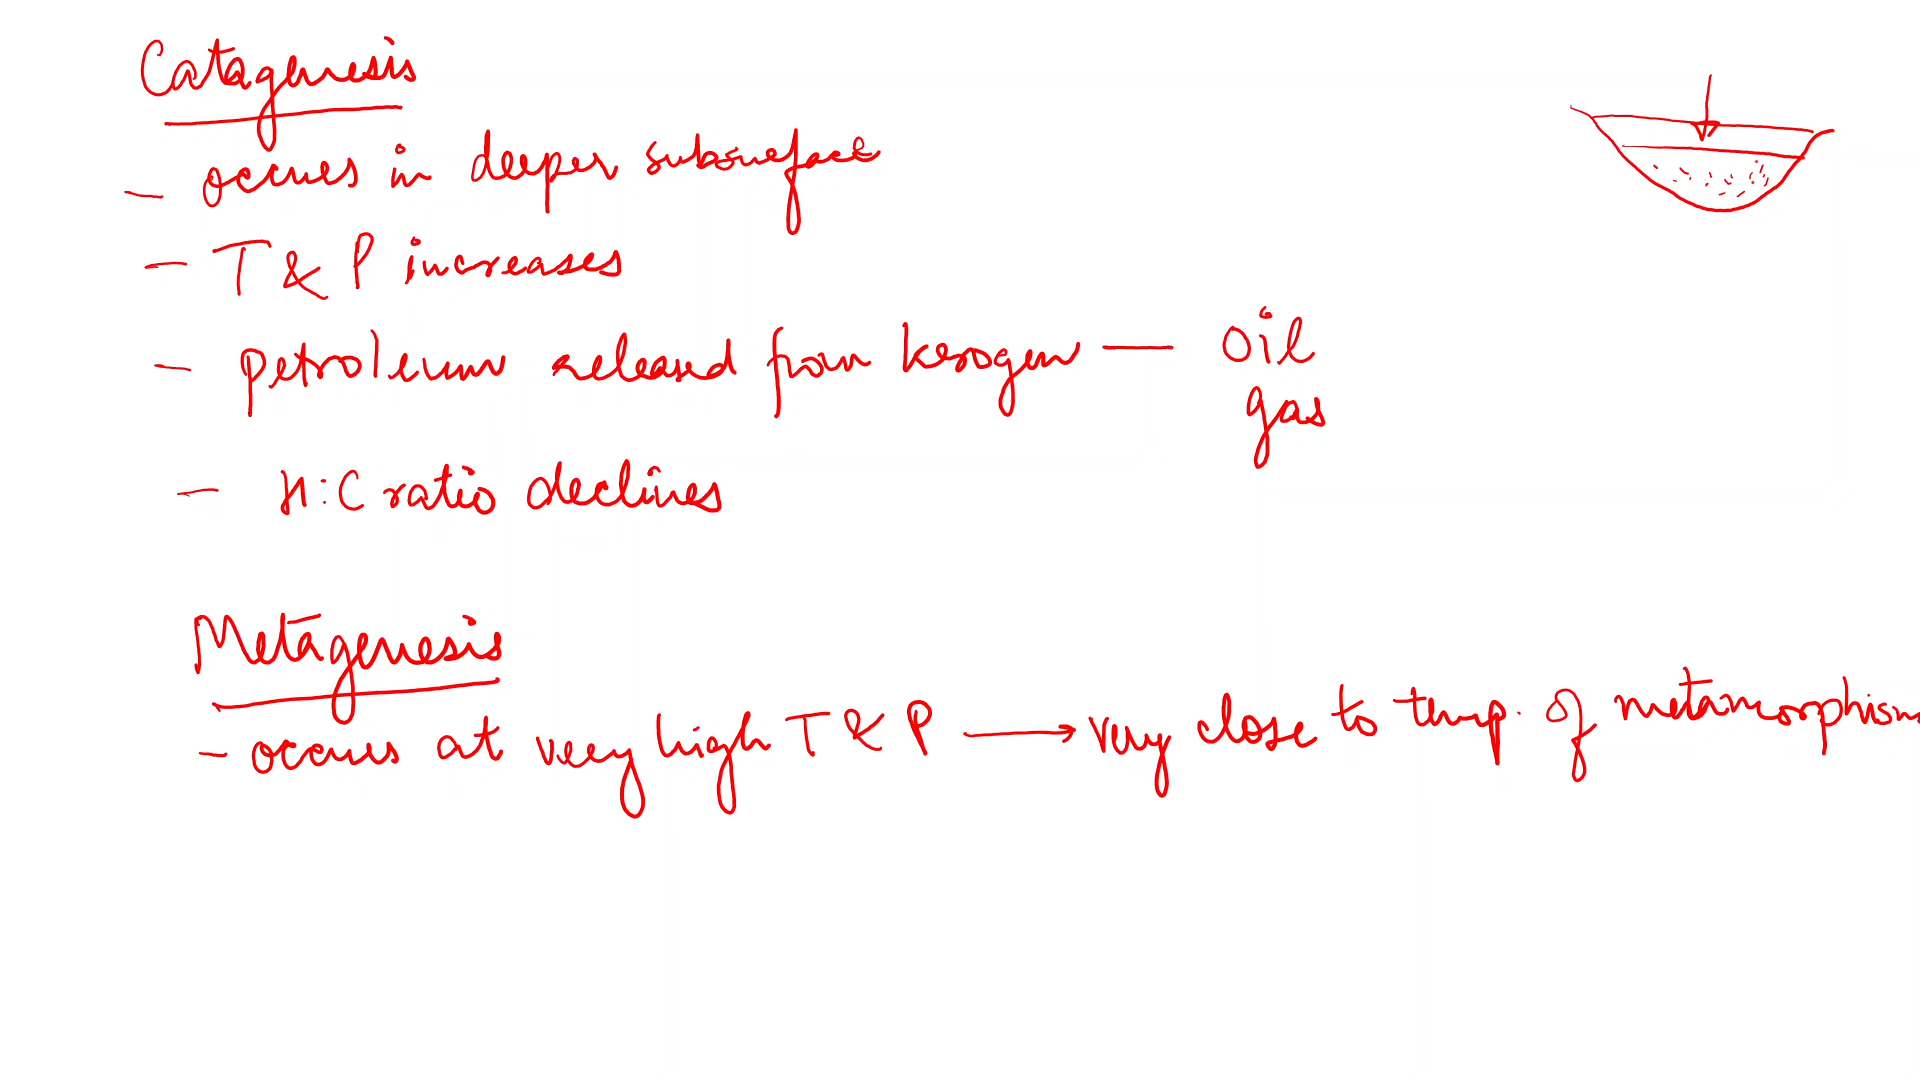 Catagenesis
- occurs in deeper subsurface
- T & P increases
- petroleum released from kerogen — oil
gas
- H:C ratio declines
Metagenesis
- occurs at very high T & P → very close to temp. of metamorphism